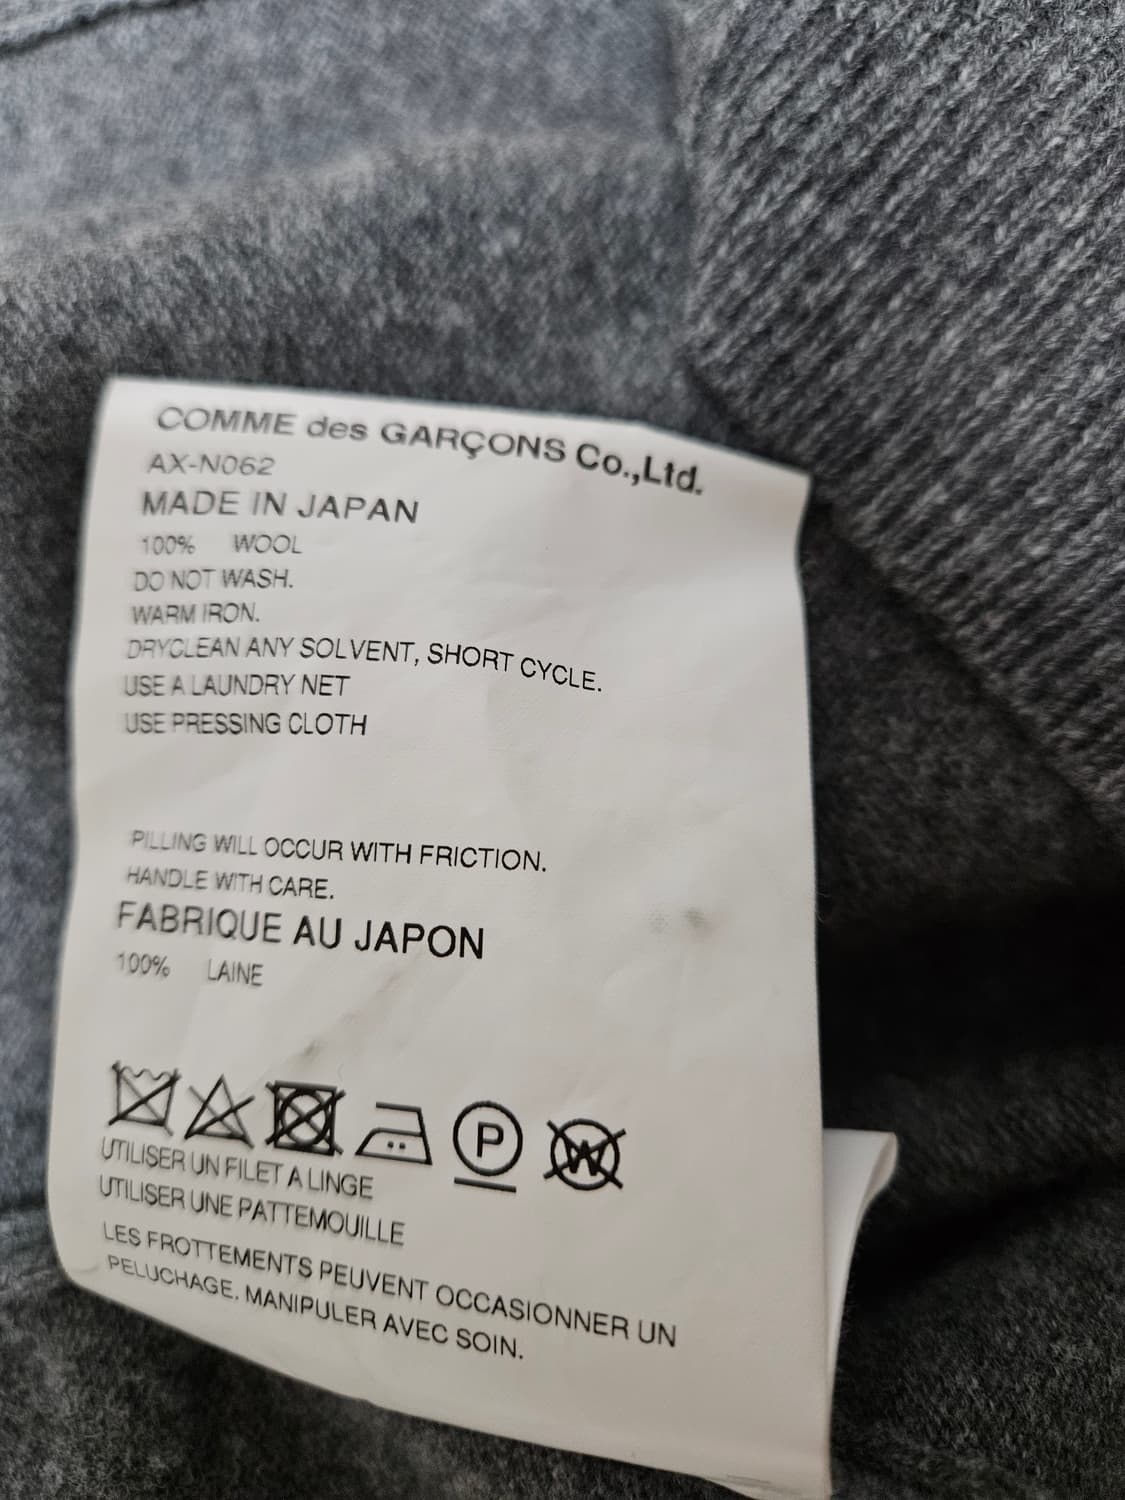 COMME des GARÇONS Co.,Ltd.
AX-N062
MADE IN JAPAN
100% WOOL
DO NOT WASH.
WARM IRON.
DRYCLEAN ANY SOLVENT, SHORT CYCLE.
USE A LAUNDRY NET
USE PRESSING CLOTH
PILLING WILL OCCUR WITH FRICTION.
HANDLE WITH CARE.
FABRIQUE AU JAPON
100% LAINE
P W
UTILISER UN FILET A LINGE
UTILISER UNE PATTEMOUILLE
LES FROTTEMENTS PEUVENT OCCASIONNER UN
PELUCHAGE. MANIPULER AVEC SOIN.